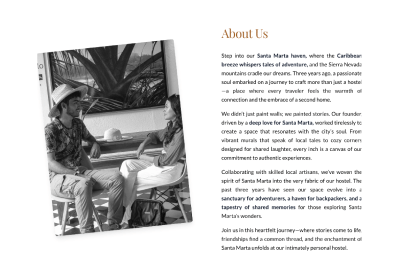 About Us
Step into our Santa Marta haven, where the Caribbean
breeze whispers tales of adventure, and the Sierra Nevada
mountains cradle our dreams. Three years ago, a passionate
soul embarked on a journey to craft more than just a hostel
—a place where every traveler feels the warmth of
connection and the embrace of a second home.
We didn't just paint walls; we painted stories. Our founder
driven by a deep love for Santa Marta, worked tirelessly to
create a space that resonates with the city's soul. From
vibrant murals that speak of local tales to cozy corners
designed for shared laughter, every inch is a canvas of our
commitment to authentic experiences.
Collaborating with skilled local artisans, we've woven the
spirit of Santa Marta into the very fabric of our hostel. The
past three years have seen our space evolve into a
sanctuary for adventurers, a haven for backpackers, and a
tapestry of shared memories for those exploring Santa
Marta's wonders.
Join us in this heartfelt journey—where stories come to life,
friendships find a common thread, and the enchantment of
Santa Marta unfolds at our intimately personal hostel.